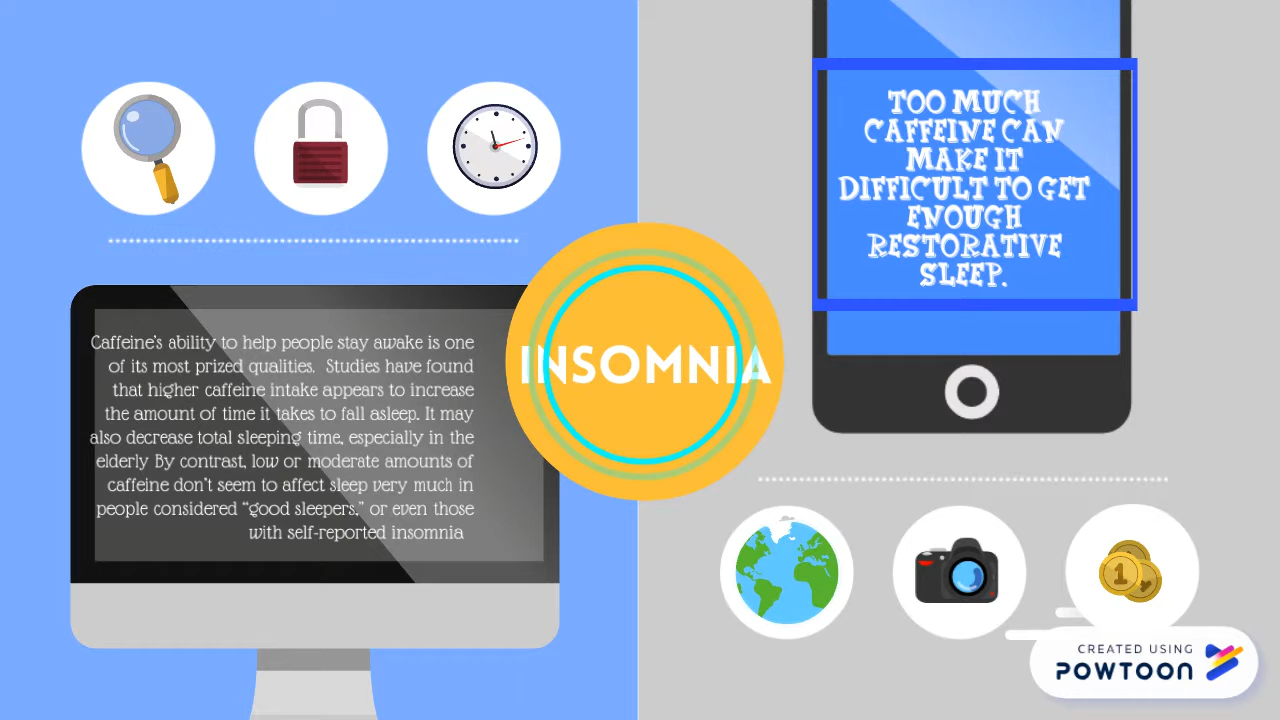 Caffeine's ability to help people stay awake is one
of its most prized qualities.  Studies have found
that higher caffeine intake appears to increase
the amount of time it takes to fall asleep. It may
also decrease total sleeping time, especially in the
elderly By contrast, low or moderate amounts of
caffeine don't seem to affect sleep very much in
people considered “good sleepers,” or even those
with self-reported insomnia
INSOMNIA
TOO MUCH
CAFFEINE CAN
MAKE IT
DIFFICULT TO GET
ENOUGH
RESTORATIVE
SLEEP.
1
CREATED USING
POWTOON